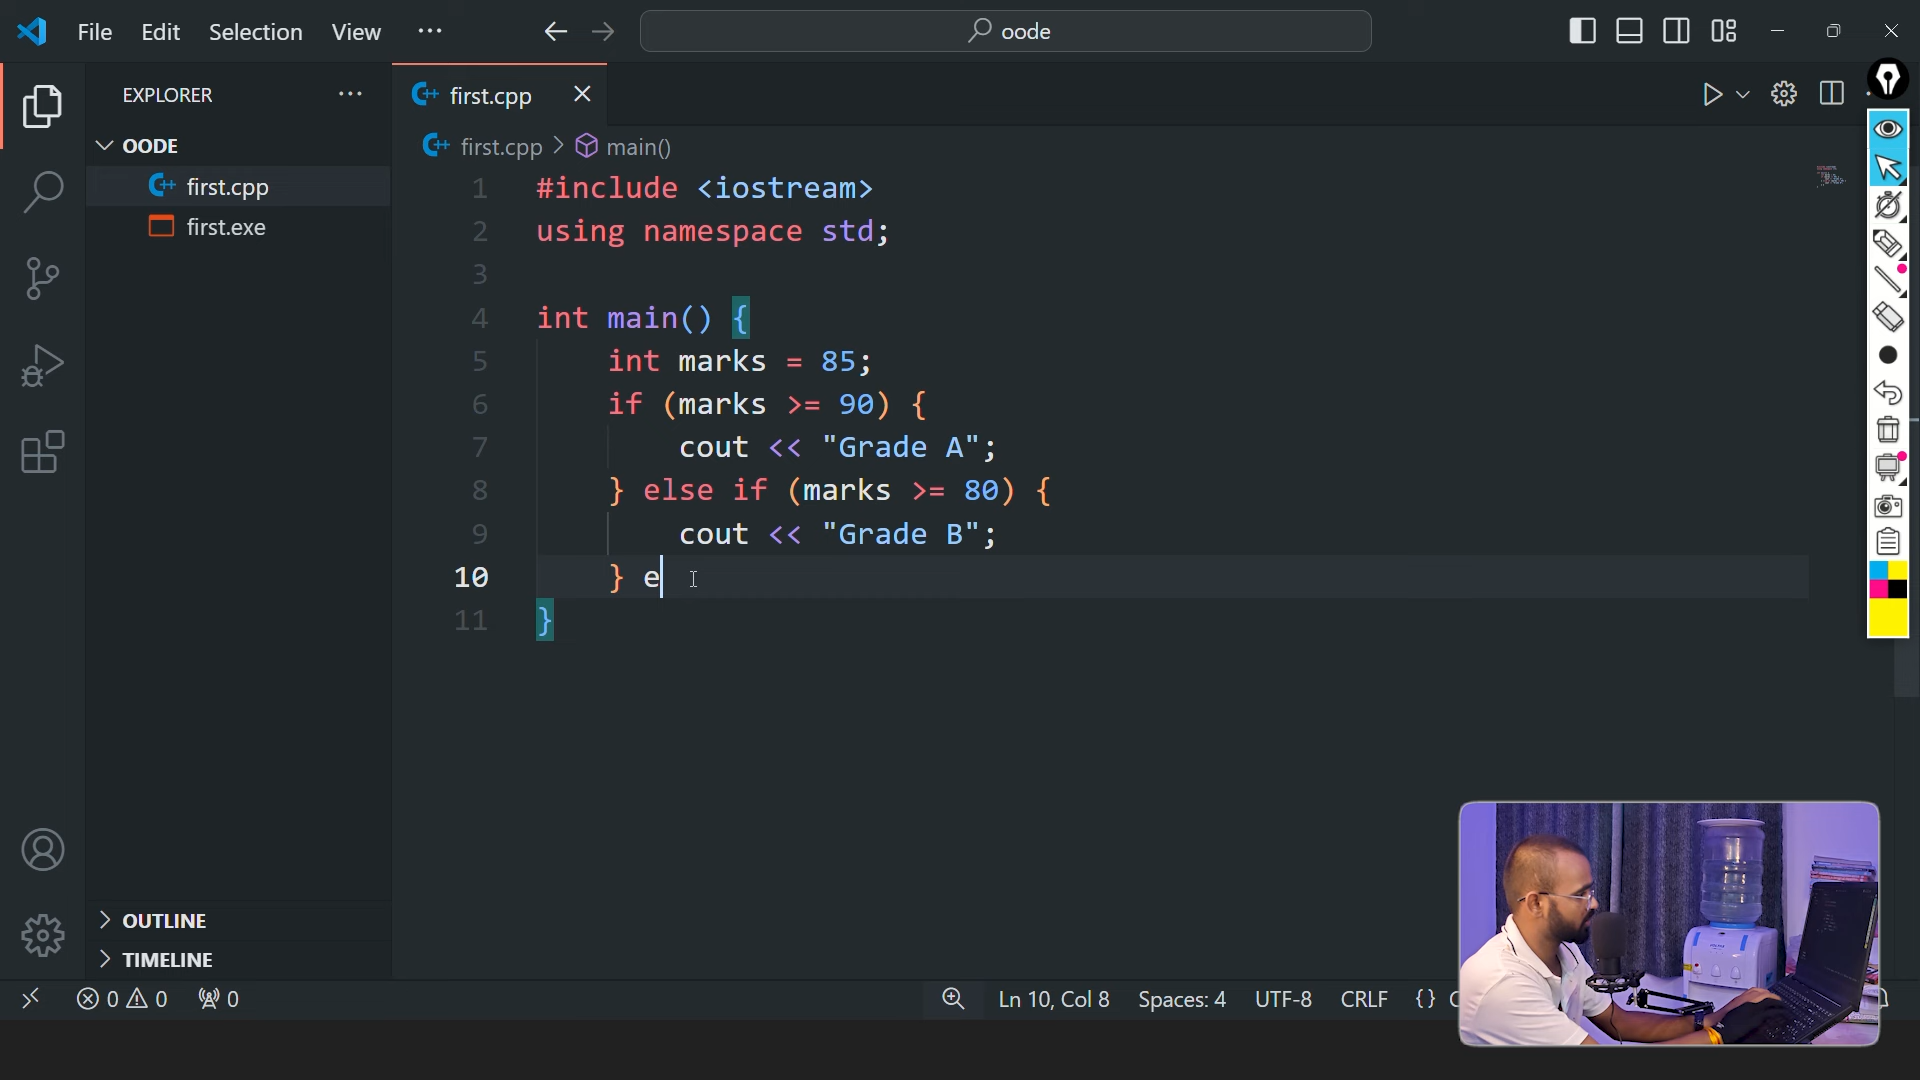 File Edit Selection View ··· oode
EXPLORER ···
OODE
first.cpp
first.exe
OUTLINE
TIMELINE
first.cpp
first.cpp > main()
1 #include <iostream>
2 using namespace std;
3
4 int main() {
5 int marks = 85;
6 if (marks >= 90) {
7 cout << "Grade A";
8 } else if (marks >= 80) {
9 cout << "Grade B";
10 } e
11 }
0 0 0 Ln 10, Col 8 Spaces: 4 UTF-8 CRLF {}